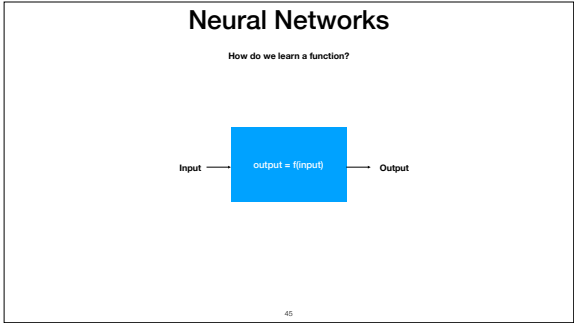 Neural Networks
How do we learn a function?
Input
output = f(input)
Output
45